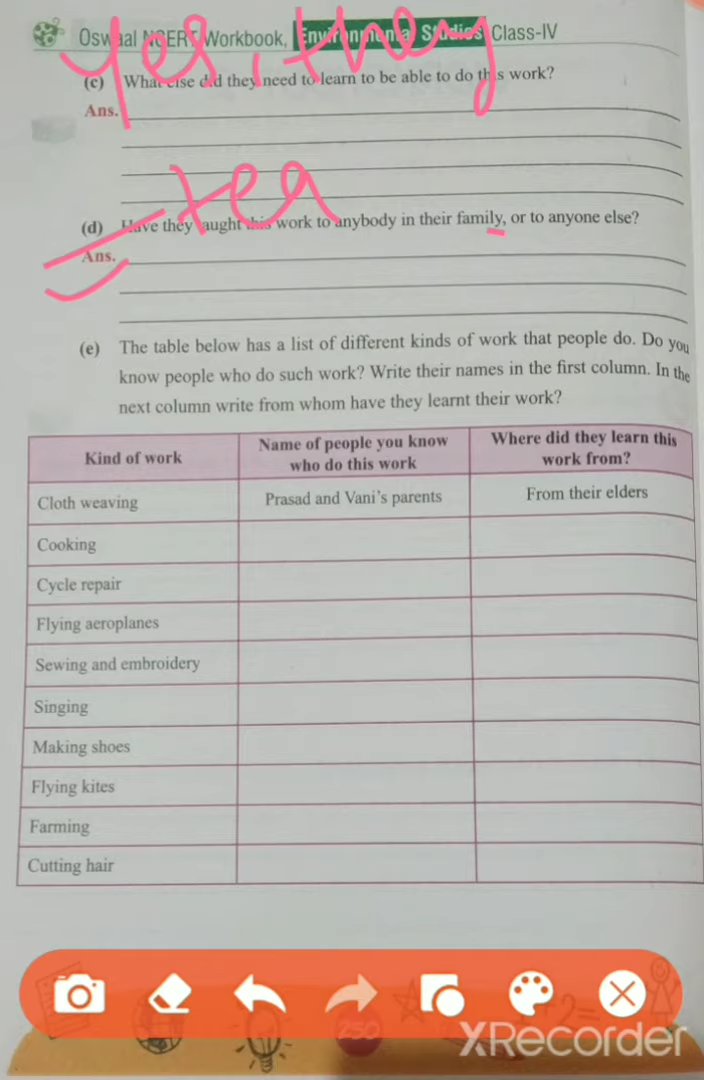 Oswaal NCERT Workbook, Environmental Studies Class-IV
yes, they
(c) What else did they need to learn to be able to do this work?
Ans.
tea
(d) Have they taught this work to anybody in their family, or to anyone else?
Ans.
(e) The table below has a list of different kinds of work that people do. Do you
know people who do such work? Write their names in the first column. In the
next column write from whom have they learnt their work?
Kind of work Name of people you know who do this work Where did they learn this work from?
Cloth weaving Prasad and Vani's parents From their elders
Cooking
Cycle repair
Flying aeroplanes
Sewing and embroidery
Singing
Making shoes
Flying kites
Farming
Cutting hair
250
XRecorder